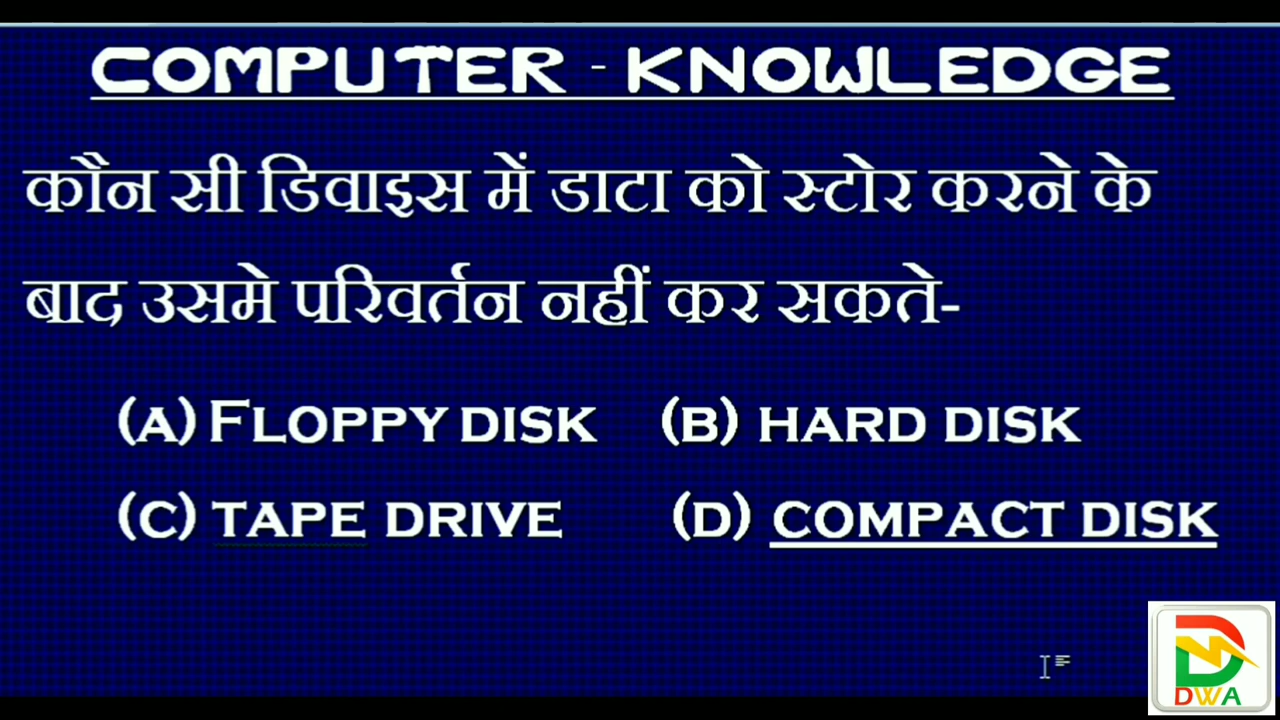 COMPUTER - KNOWLEDGE
कौन सी डिवाइस में डाटा को स्टोर करने के
बाद उसमे परिवर्तन नहीं कर सकते-
(A) FLOPPY DISK (B) HARD DISK
(C) TAPE DRIVE (D) COMPACT DISK
DWA